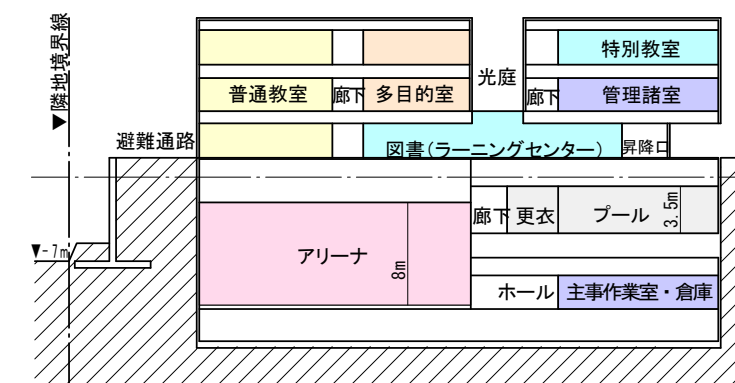 ▼隣地境界線
特別教室
光庭
普通教室
廊下
多目的室
廊下
管理諸室
避難通路
図書(ラーニングセンター)
昇降口
廊下
更衣
プール
3.5m
▼-7m
アリーナ
8m
ホール
主事作業室・倉庫